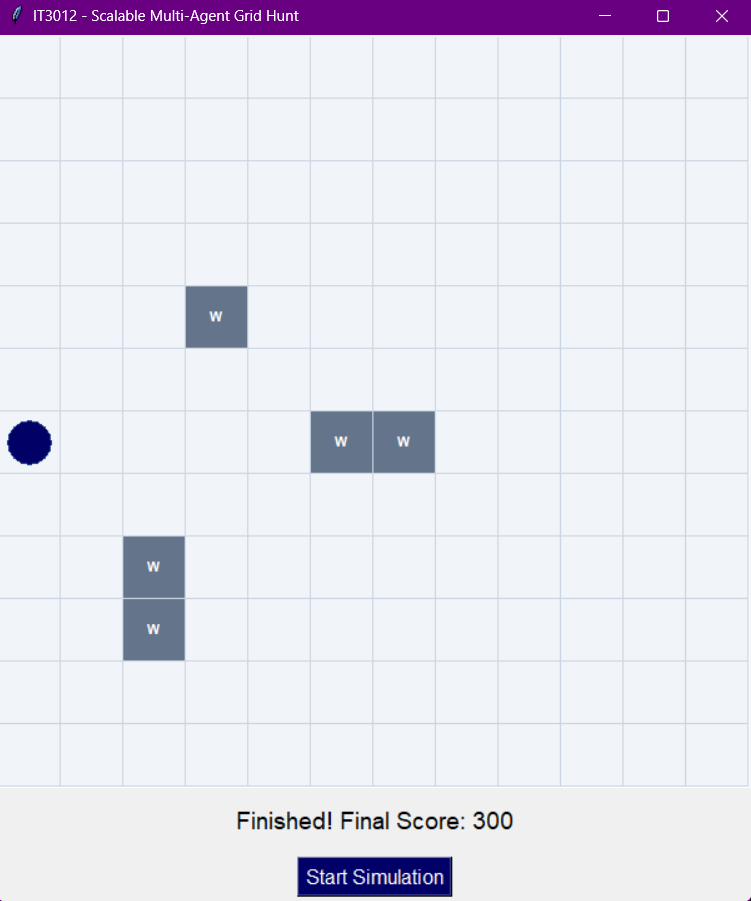 IT3012 - Scalable Multi-Agent Grid Hunt
W
W W
W
W
Finished! Final Score: 300
Start Simulation